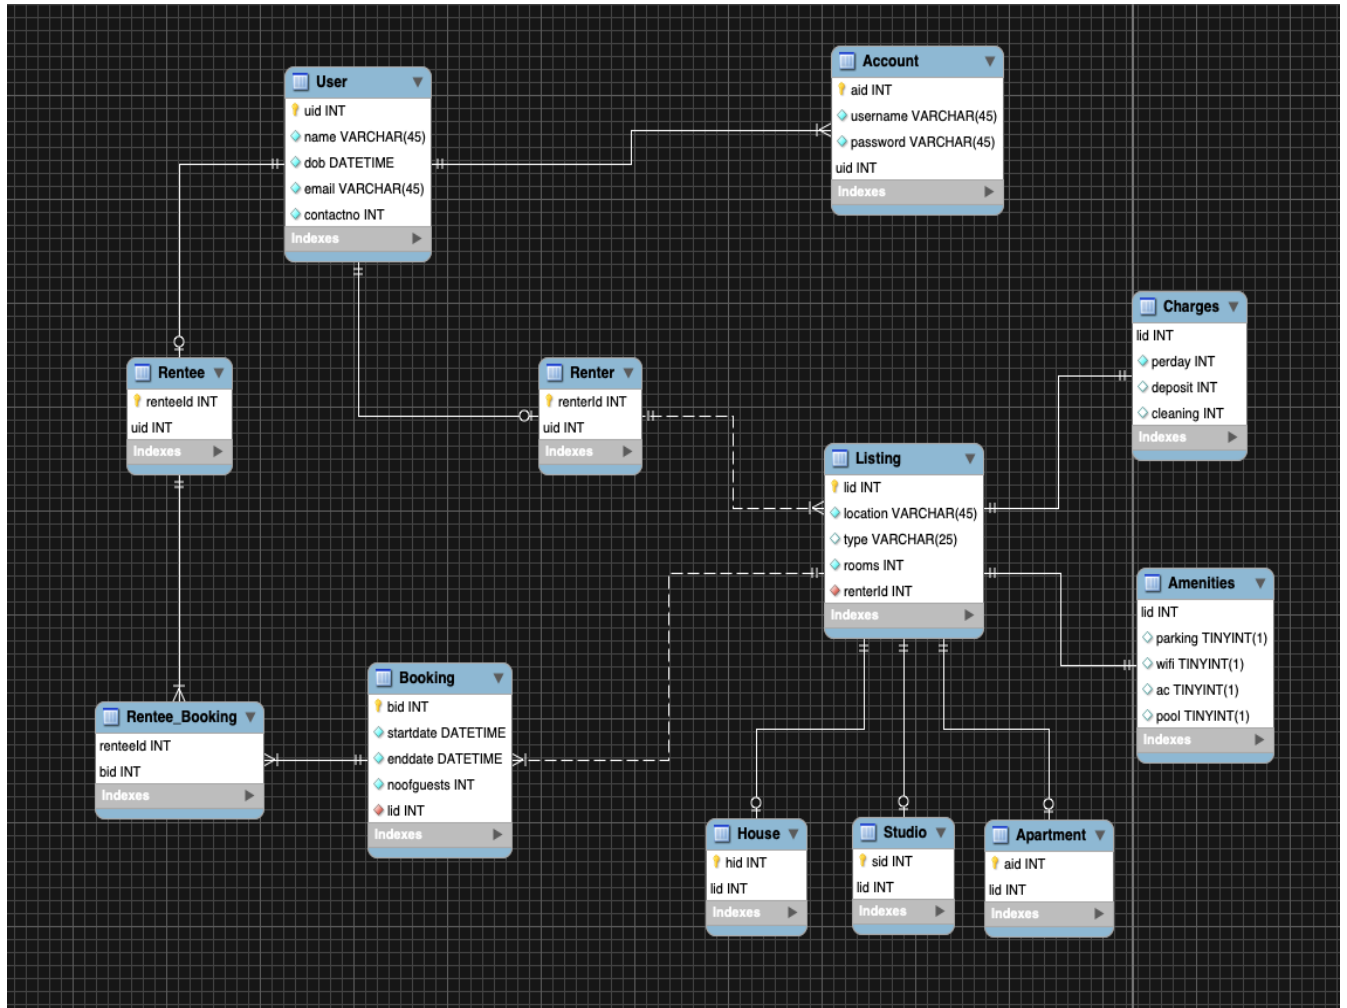 User
uid INT
name VARCHAR(45)
dob DATETIME
email VARCHAR(45)
contactno INT
Indexes
Account
aid INT
username VARCHAR(45)
password VARCHAR(45)
uid INT
Indexes
Charges
lid INT
perday INT
deposit INT
cleaning INT
Indexes
Rentee
renteeId INT
uid INT
Indexes
Renter
renterId INT
uid INT
Indexes
Listing
lid INT
location VARCHAR(45)
type VARCHAR(25)
rooms INT
renterId INT
Indexes
Amenities
lid INT
parking TINYINT(1)
wifi TINYINT(1)
ac TINYINT(1)
pool TINYINT(1)
Indexes
Rentee_Booking
renteeId INT
bid INT
Indexes
Booking
bid INT
startdate DATETIME
enddate DATETIME
noofguests INT
lid INT
Indexes
House
hid INT
lid INT
Indexes
Studio
sid INT
lid INT
Indexes
Apartment
aid INT
lid INT
Indexes